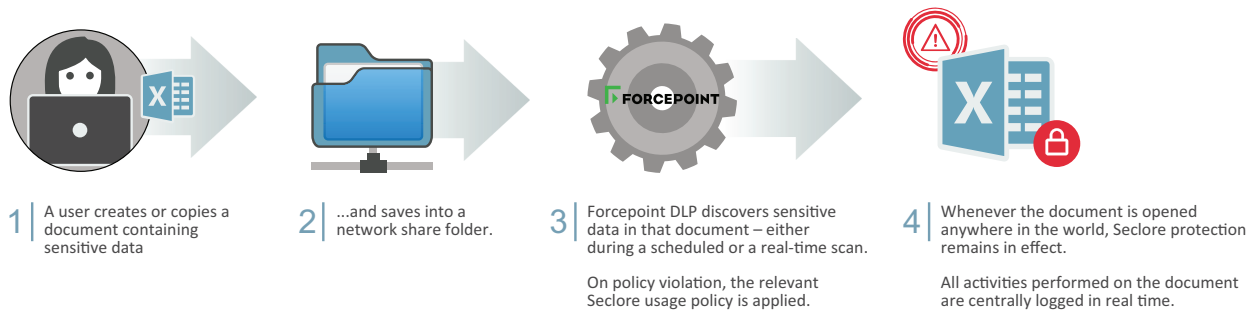 X
FORCEPOINT
X
1
A user creates or copies a
document containing
sensitive data
2
...and saves into a
network share folder.
3
Forcepoint DLP discovers sensitive
data in that document – either
during a scheduled or a real-time scan.
On policy violation, the relevant
Seclore usage policy is applied.
4
Whenever the document is opened
anywhere in the world, Seclore protection
remains in effect.
All activities performed on the document
are centrally logged in real time.